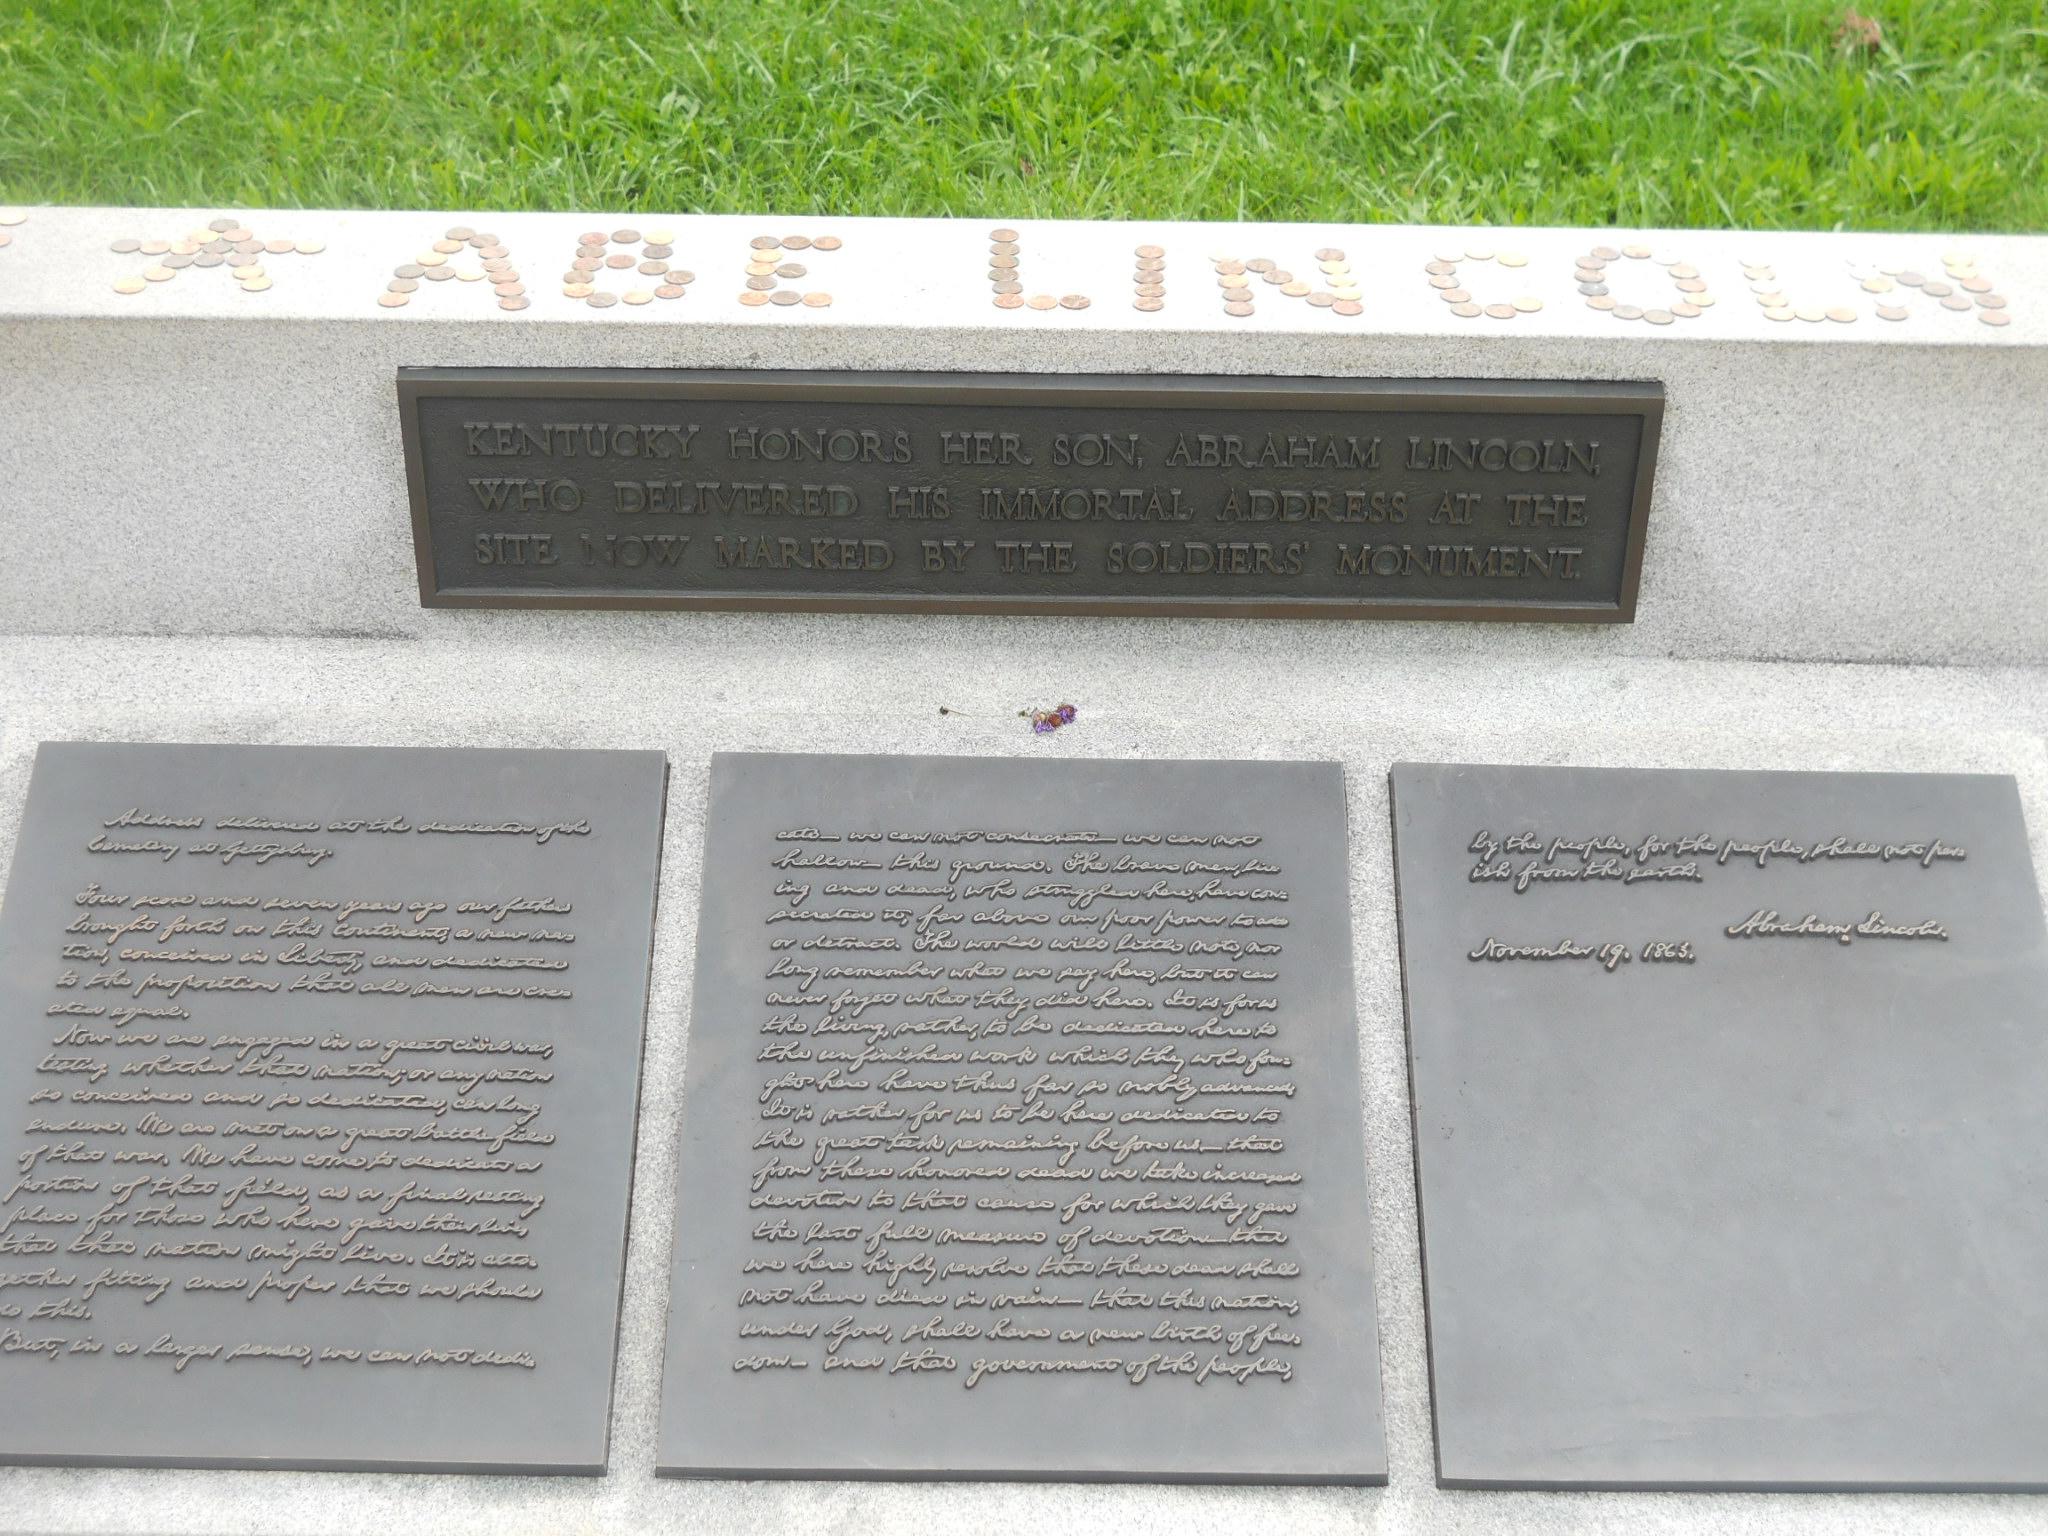 ABE LINCOLN
KENTUCKY HONORS HER SON, ABRAHAM LINCOLN,
WHO DELIVERED HIS IMMORTAL ADDRESS AT THE
SITE NOW MARKED BY THE SOLDIERS' MONUMENT.
Address delivered at the dedication of the
Cemetery at Gettysburg.
Four score and seven years ago our fathers
brought forth on this continent, a new na-
tion, conceived in Liberty, and dedicated
to the proposition that all men are cre-
ated equal.
Now we are engaged in a great civil war,
testing whether that nation, or any nation
so conceived and so dedicated, can long
endure. We are met on a great battle-field
of that war. We have come to dedicate a
portion of that field, as a final resting
place for those who here gave their lives,
that that nation might live. It is alto-
gether fitting and proper that we should
do this.
But, in a larger sense, we can not dedi-
cate— we can not consecrate— we can not
hallow— this ground. The brave men, liv-
ing and dead, who struggled here, have con-
secrated it, far above our poor power to add
or detract. The world will little note, nor
long remember what we say here, but it can
never forget what they did here. It is for us
the living, rather, to be dedicated here to
the unfinished work which they who fou-
ght here have thus far so nobly advanced.
It is rather for us to be here dedicated to
the great task remaining before us— that
from these honored dead we take increased
devotion to that cause for which they gave
the last full measure of devotion— that
we here highly resolve that these dead shall
not have died in vain— that this nation,
under God, shall have a new birth of free-
dom— and that government of the people,
by the people, for the people, shall not per-
ish from the earth.
Abraham Lincoln.
November 19. 1863.